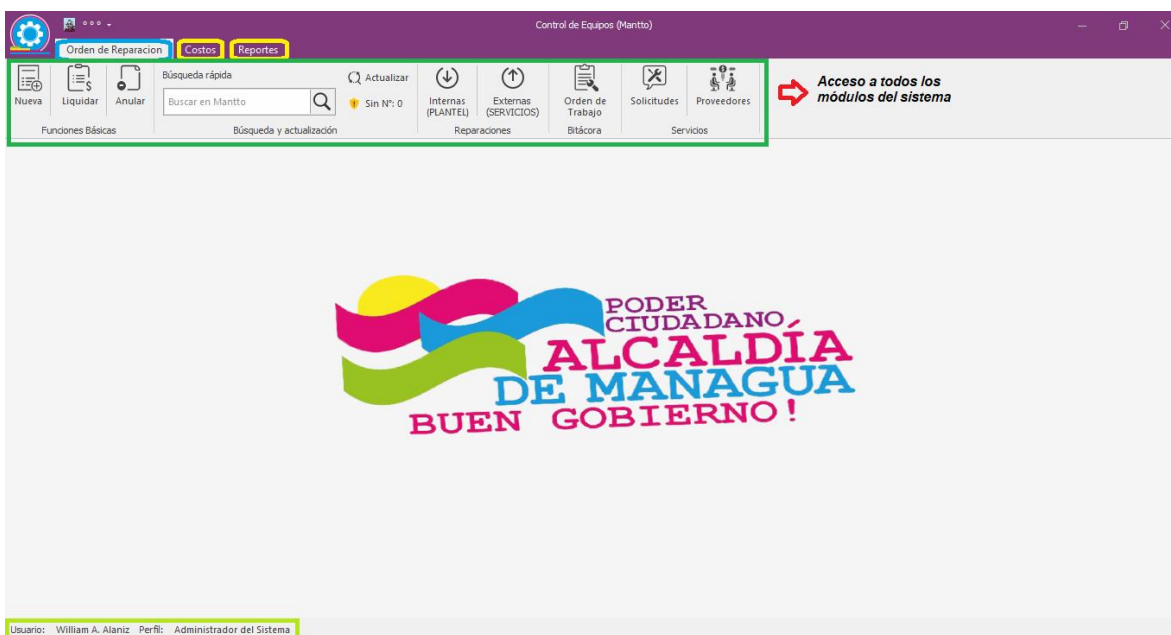 Control de Equipos (Mantto)
Orden de Reparacion Costos Reportes
Nueva Liquidar Anular
Funciones Básicas
Búsqueda rápida Actualizar
Buscar en Mantto Sin N°: 0
Búsqueda y actualización
Internas (PLANTEL) Externas (SERVICIOS)
Reparaciones
Orden de Trabajo
Bitácora
Solicitudes Proveedores
Servicios
Acceso a todos los
módulos del sistema
PODER
CIUDADANO
ALCALDÍA
DE MANAGUA
BUEN GOBIERNO!
Usuario: William A. Alaniz Perfil: Administrador del Sistema